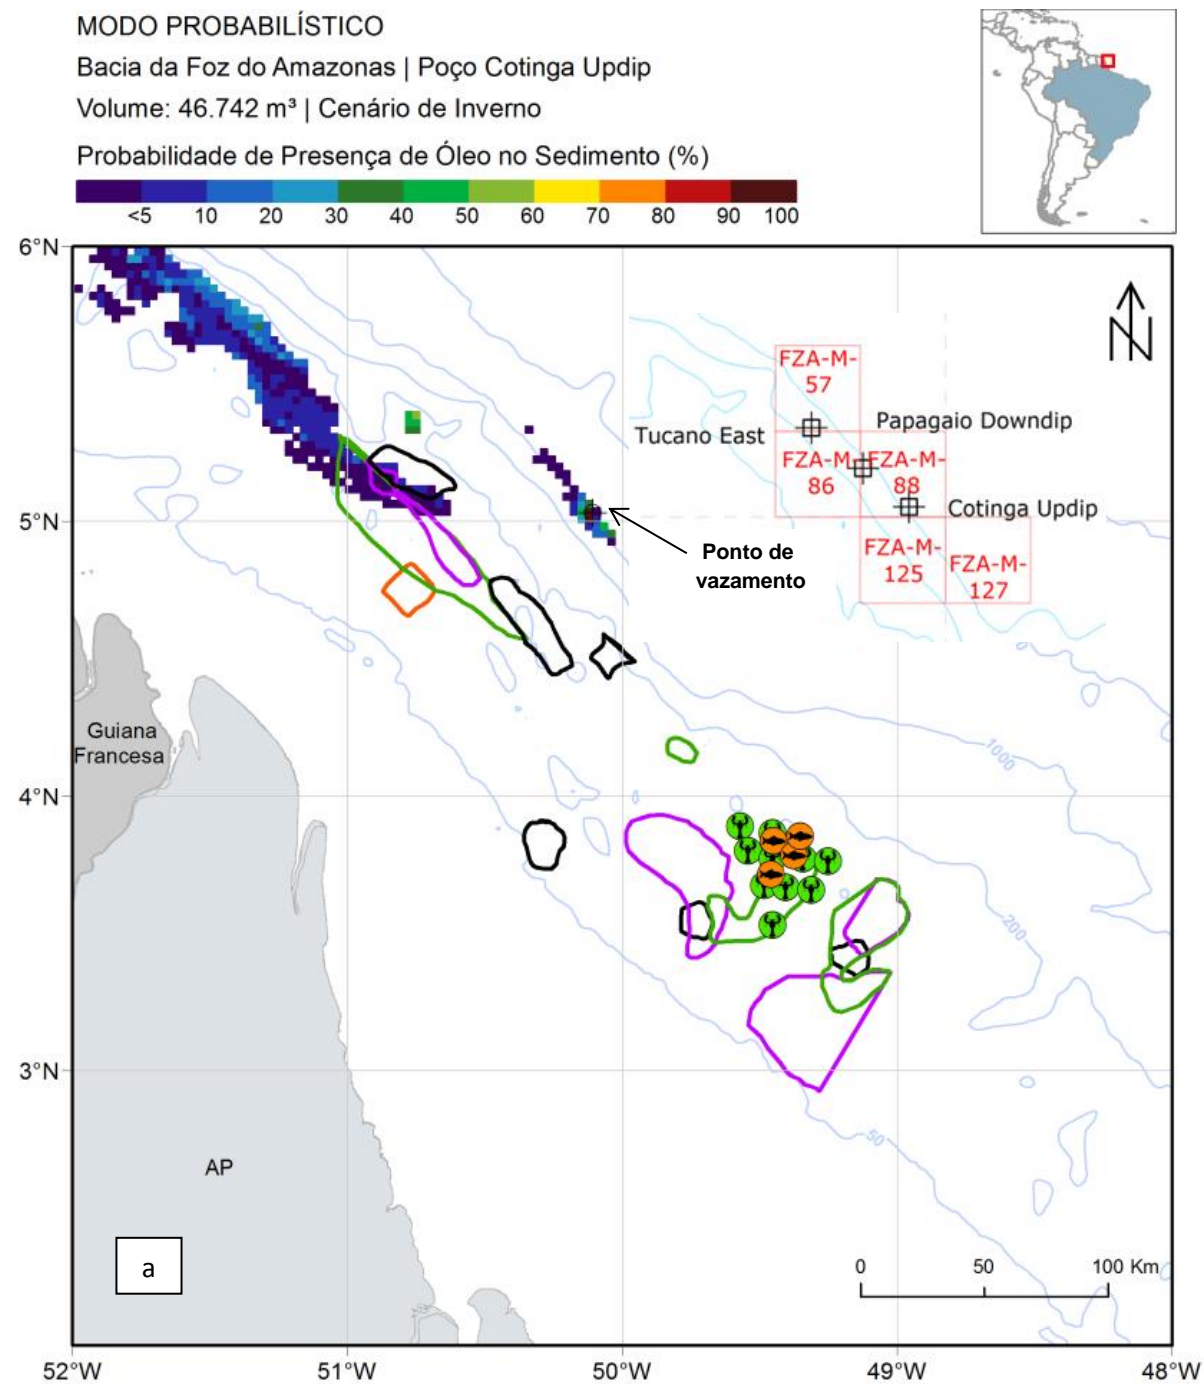 MODO PROBABILÍSTICO
Bacia da Foz do Amazonas | Poço Cotinga Updip
Volume: 46.742 m³ | Cenário de Inverno
Probabilidade de Presença de Óleo no Sedimento (%)
<5 10 20 30 40 50 60 70 80 90 100
6°N
N
FZA-M-
57
Tucano East
Papagaio Downdip
FZA-M-
86
FZA-M-
88
Cotinga Updip
5°N
Ponto de
vazamento
FZA-M-
125
FZA-M-
127
Guiana
Francesa
1000
4°N
200
3°N
50
AP
a
0 50 100 Km
52°W 51°W 50°W 49°W 48°W